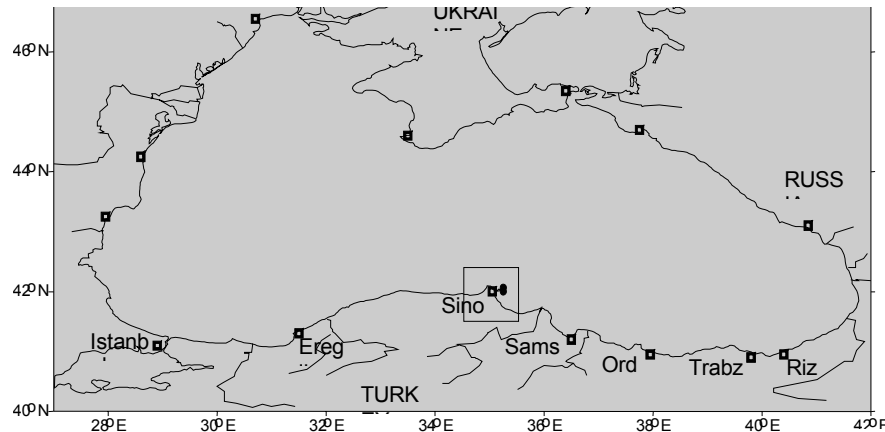 UKRAI
46°N
44°N
RUSS
42°N
Sino
Istanb
Ereg
Sams
Ord
Trabz
Riz
TURK
40°N
28°E
30°E
32°E
34°E
36°E
38°E
40°E